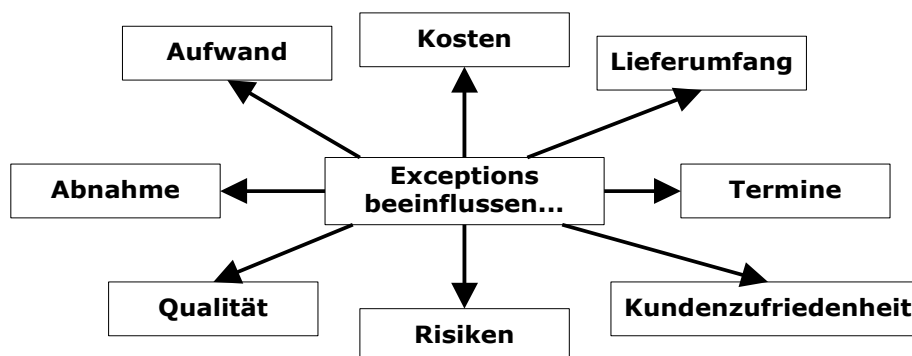 Kosten
Aufwand
Lieferumfang
Exceptions
beeinflussen...
Abnahme
Termine
Qualität
Kundenzufriedenheit
Risiken